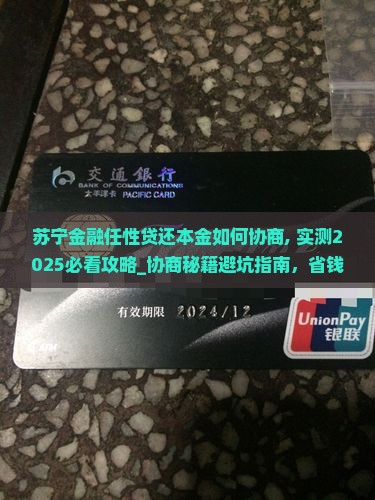 交通銀行
BANK OF COMMUNICATIONS
太平洋卡 PACIFIC CARD
苏宁金融任性贷还本金如何协商, 实测2
025必看攻略_协商秘籍避坑指南，省钱
有效期限 2024/12
UnionPay
银联
ATM